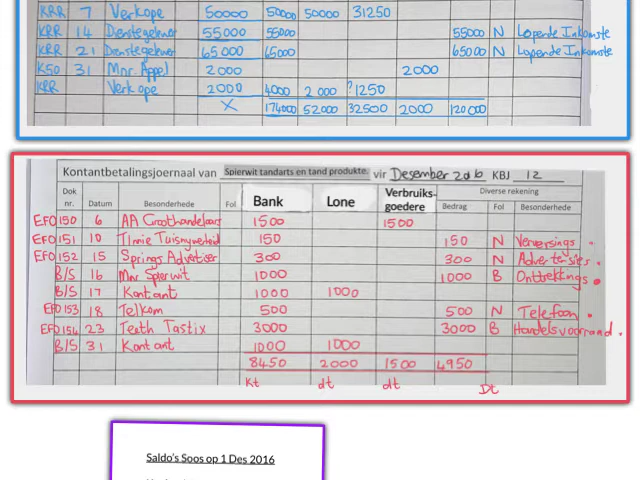 KRR 7 Verkope 50000 50000 50000 31250
KRR 14 Dienstegelewer 55000 55000 55000 N Lopende Inkomste
KRR 21 Dienstegelewer 65000 65000 65000 N Lopende Inkomste
K50 31 Mnr. Appel 2000 2000
KRR Verkope 2000 4000 2000 ?1250
X 174000 52000 32500 2000 120000
Kontantbetalingsjoernaal van Spierwit tandarts en tand produkte. vir Desember 2016 KBJ 12
Dok nr. Datum Besonderhede Fol Bank Lone Verbruiks-goedere Diverse rekening
Bedrag Fol Besonderhede
EFO150 6 AA Groothandelaars 1500 1500
EFO151 10 Tinnie Tuisnywerheid 150 150 N Verversings
EFO152 15 Springs Advertiser 300 300 N Advertensies
B/S 16 Mnr Spierwit 1000 1000 B Onttrekkings
B/S 17 Kontant 1000 1000
EFO153 18 Telkom 500 500 N Telefoon
EFO154 23 Teeth Tastix 3000 3000 B Handelsvoorraad
B/S 31 Kontant 1000 1000
8450 2000 1500 4950
Kt dt dt Dt
Saldo's Soos op 1 Des 2016